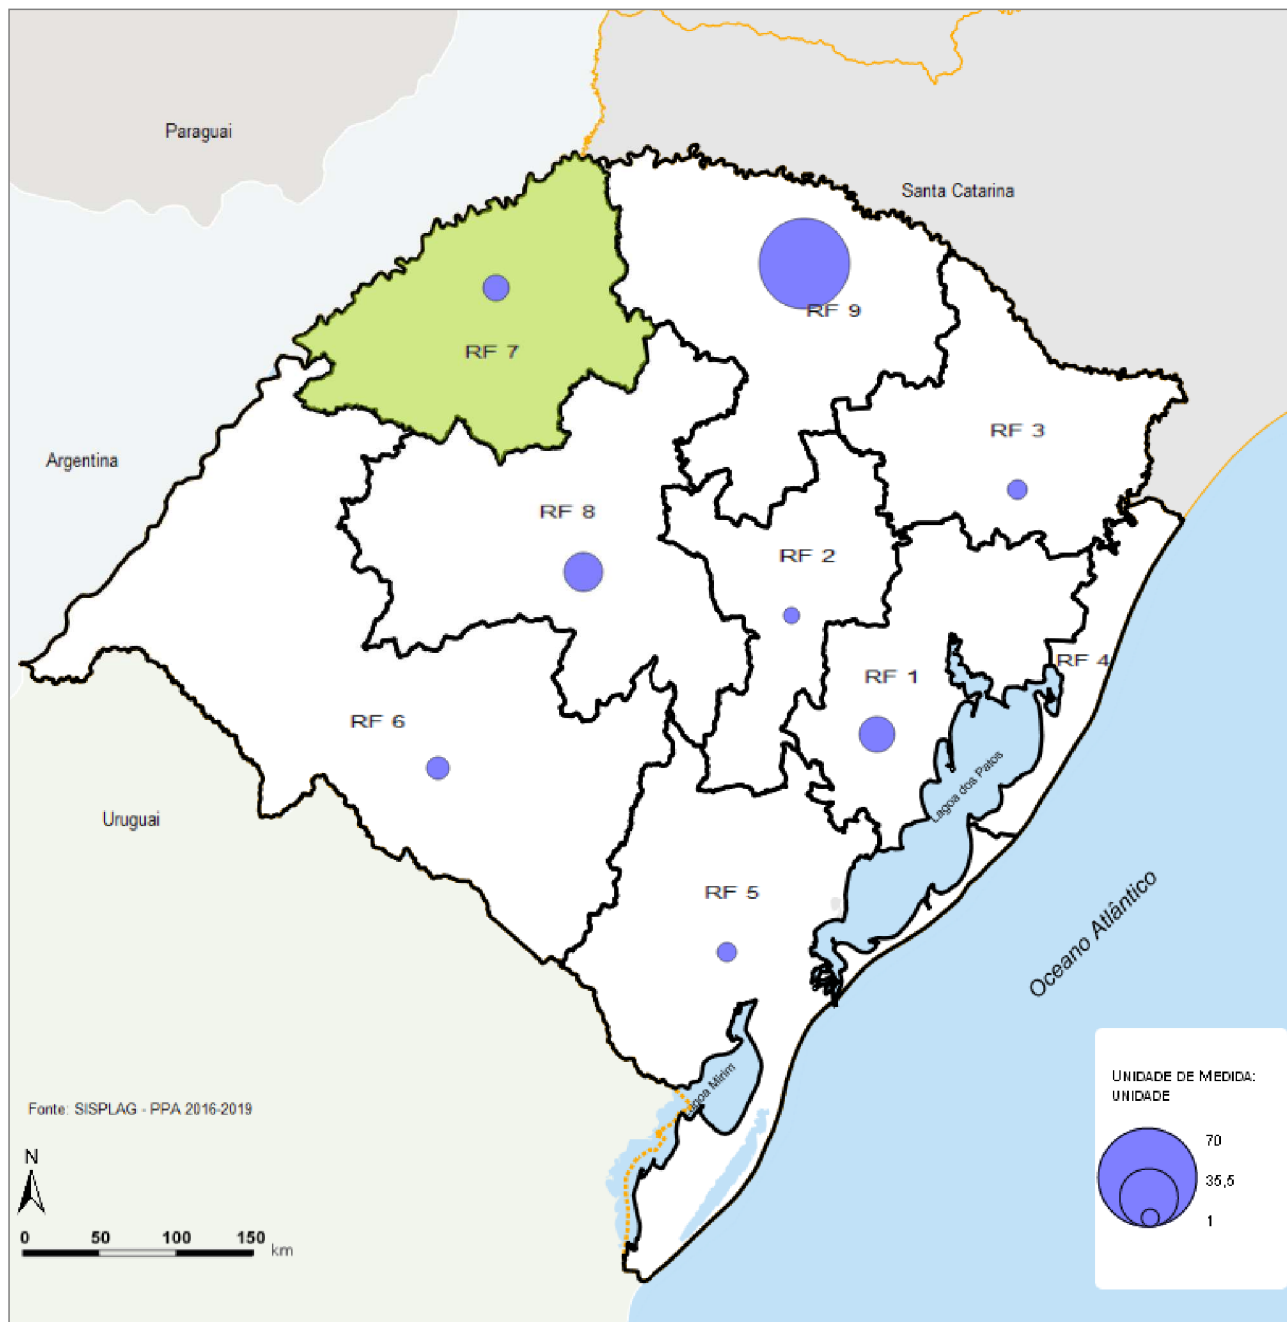 Paraguai
Santa Catarina
RF 9
RF 7
RF 3
Argentina
RF 8
RF 2
RF 4
RF 1
RF 6
Lagoa dos Patos
Uruguai
RF 5
Oceano Atlântico
Lagoa Mirim
UNIDADE DE MEDIDA:
UNIDADE
70
35,5
1
Fonte: SISPLAG - PPA 2016-2019
N
0 50 100 150
km